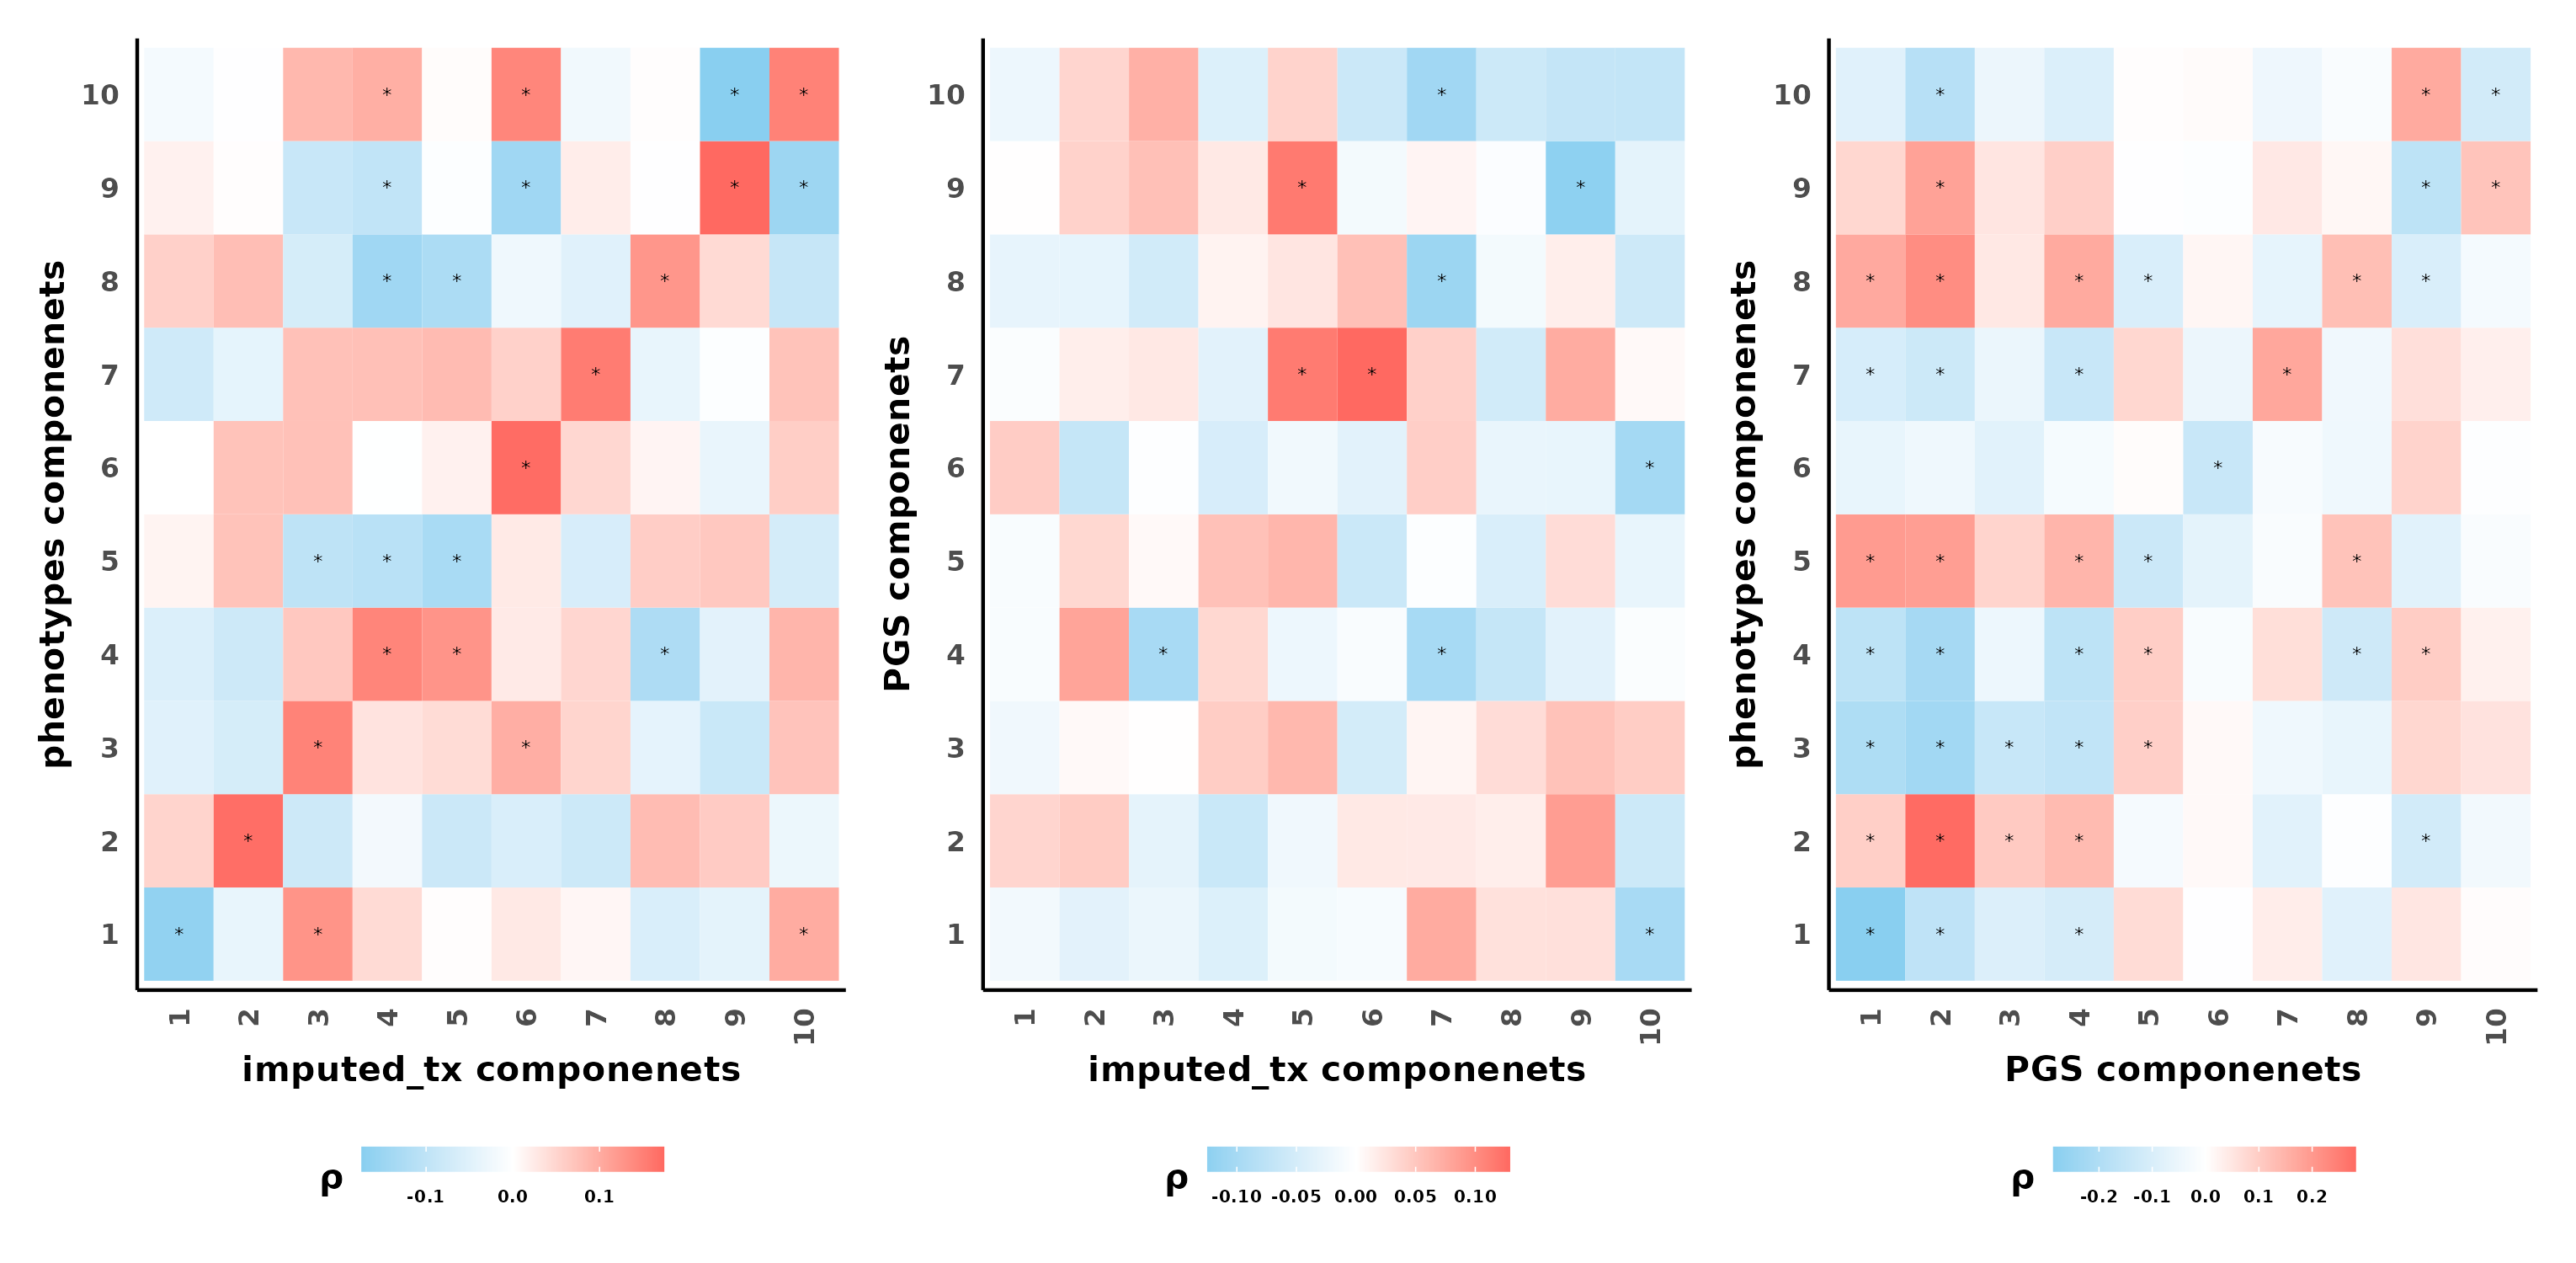 phenotypes componenets
10 * * * *
9 * * * *
8 * * *
7 *
6 *
5 * * *
4 * * *
3 * *
2 *
1 * * *
1 2 3 4 5 6 7 8 9 10
imputed_tx componenets
ρ
-0.1 0.0 0.1
PGS componenets
10 *
9 * *
8 *
7 * *
6 *
5
4 * *
3
2
1 *
1 2 3 4 5 6 7 8 9 10
imputed_tx componenets
ρ
-0.10 -0.05 0.00 0.05 0.10
phenotypes componenets
10 * * *
9 * * *
8 * * * * * *
7 * * * *
6 *
5 * * * * *
4 * * * * * *
3 * * * * *
2 * * * * *
1 * * *
1 2 3 4 5 6 7 8 9 10
PGS componenets
ρ
-0.2 -0.1 0.0 0.1 0.2